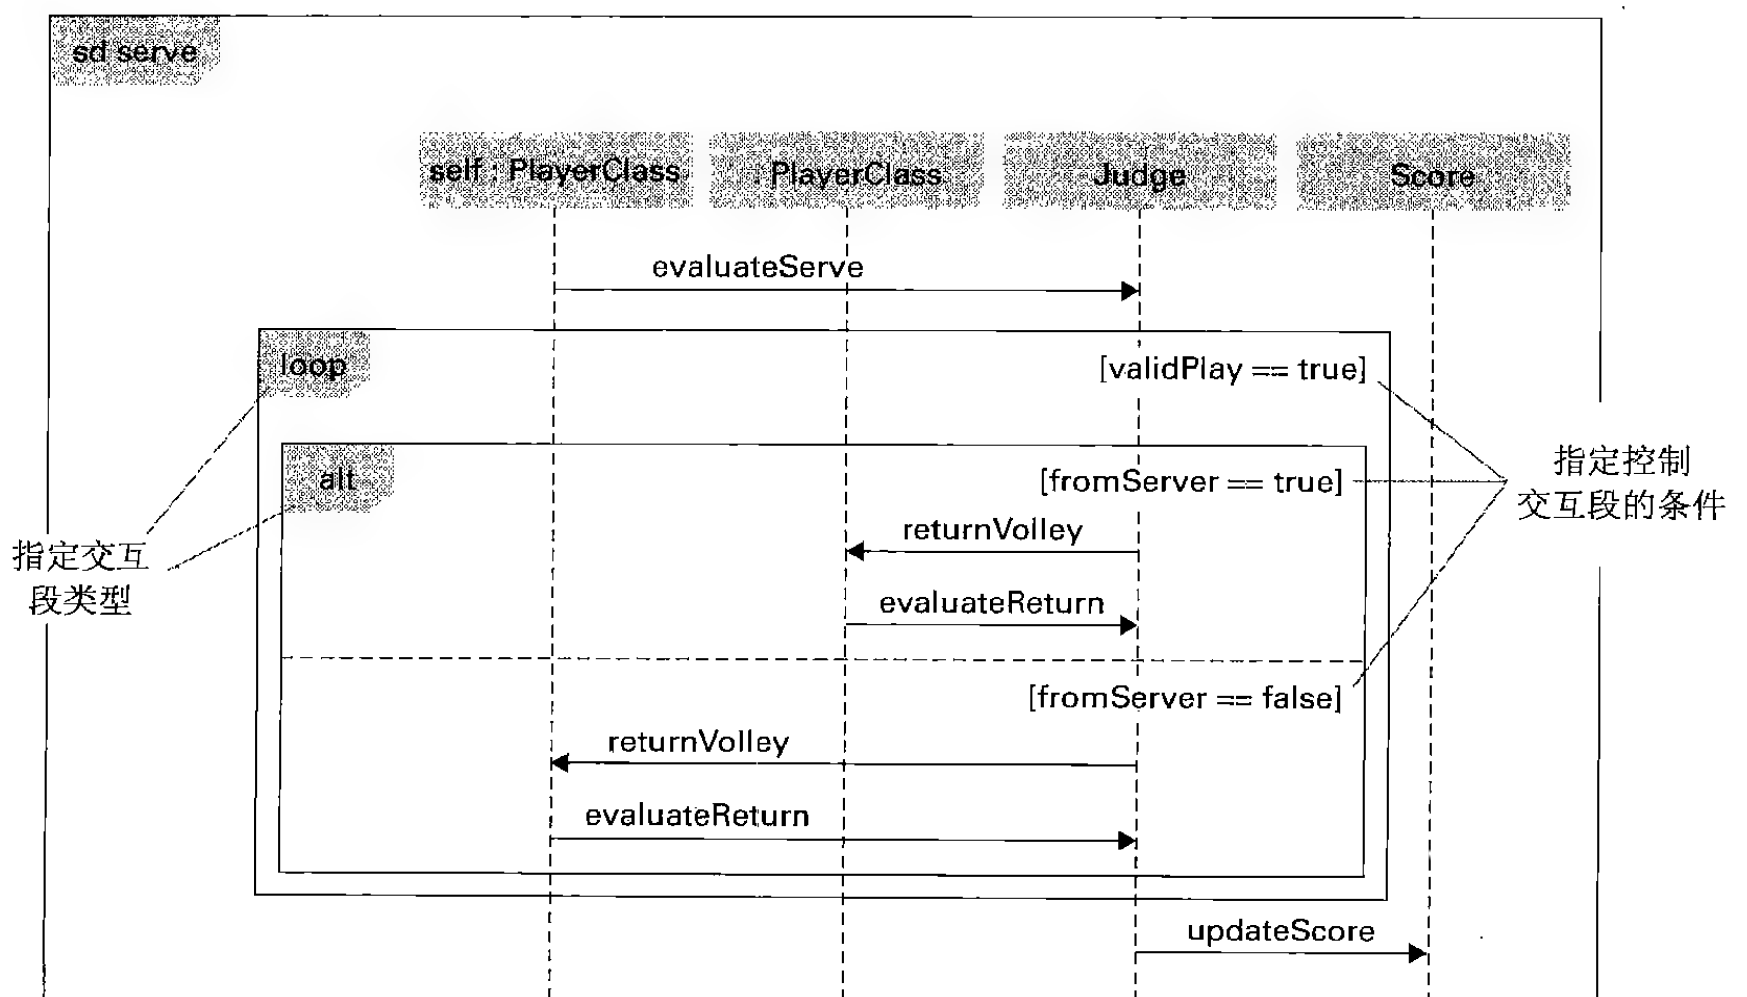 sd serve
self : PlayerClass
: PlayerClass
Judge
Score
evaluateServe
loop
[validPlay == true]
alt
[fromServer == true]
指定控制
交互段的条件
returnVolley
指定交互
段类型
evaluateReturn
[fromServer == false]
returnVolley
evaluateReturn
updateScore